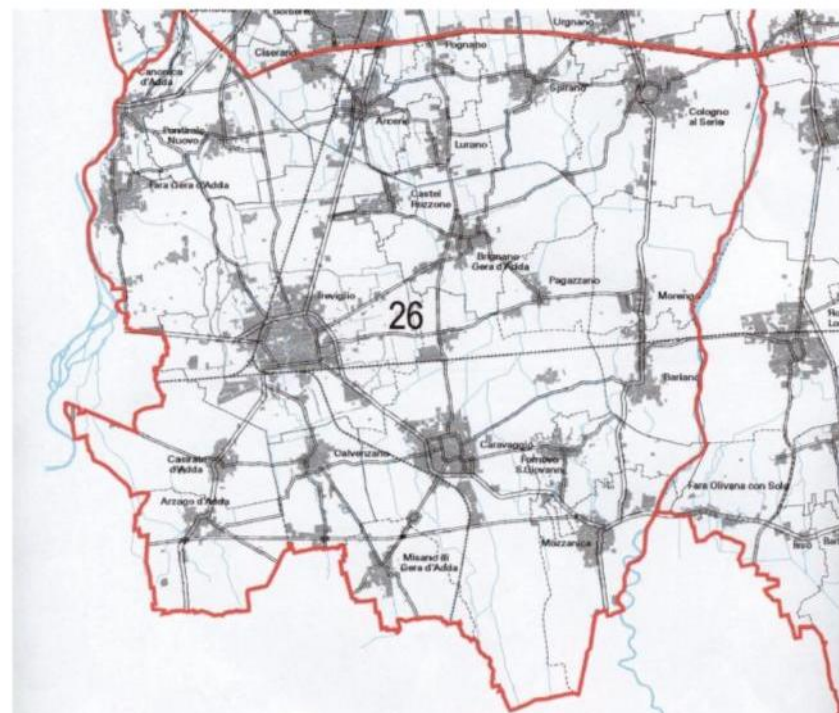 Urgnano
Ciserano
Pognano
Canonica
d'Adda
Spirano
Arcene
Cologno
al Serio
Pontirolo
Nuovo
Lurano
Fara Gera d'Adda
Castel
Rozzone
Brignano
Gera d'Adda
Pagazzano
Treviglio
Morengo
26
Bariano
Caravaggio
Calvenzano
Fornovo
S.Giovanni
Casirate
d'Adda
Fara Olivana con Sola
Arzago d'Adda
Mozzanica
Misano di
Gera d'Adda